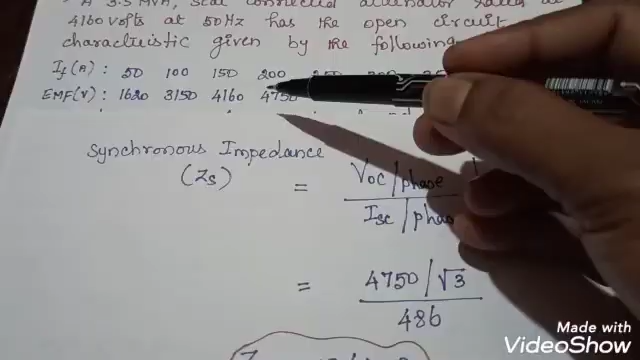 A 3.5 MVA, Star connected alternator rated at
4160 volts at 50 Hz has the open circuit
characteristic given by the following
If (A) : 50 100 150 200
EMF(V) : 1620 3150 4160 4750
Synchronous Impedance
(Zs) = Voc / phase
Isc / phase
= 4750 / √3
486
Made with
VideoShow